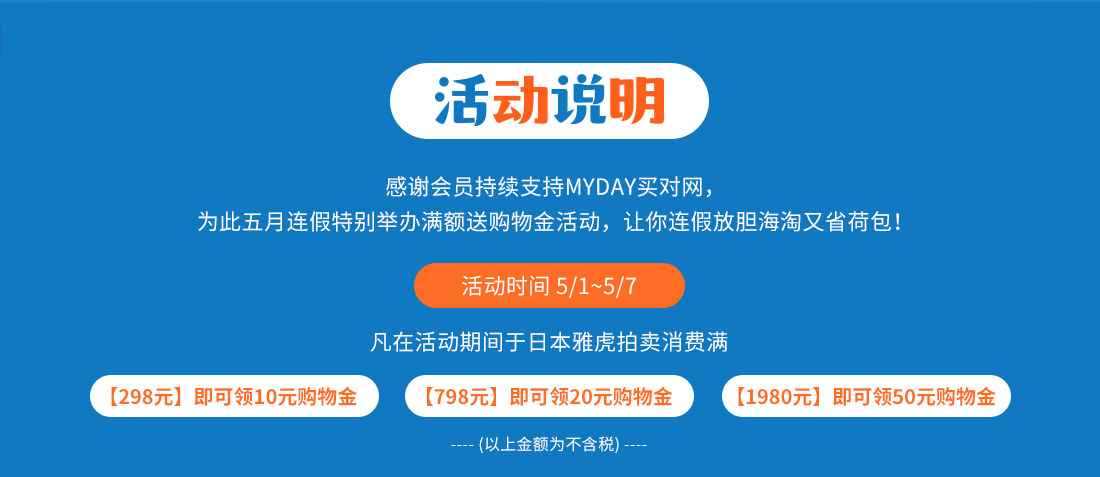 活动说明
感谢会员持续支持MYDAY买对网，
为此五月连假特别举办满额送购物金活动，让你连假放胆海淘又省荷包！
活动时间 5/1~5/7
凡在活动期间于日本雅虎拍卖消费满
【298元】即可领10元购物金
【798元】即可领20元购物金
【1980元】即可领50元购物金
---- (以上金额为不含税) ----